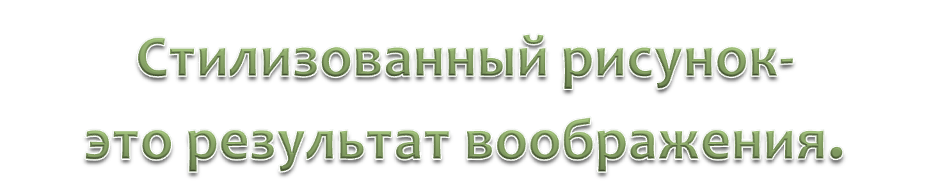 Стилизованный рисунок-
это результат воображения.